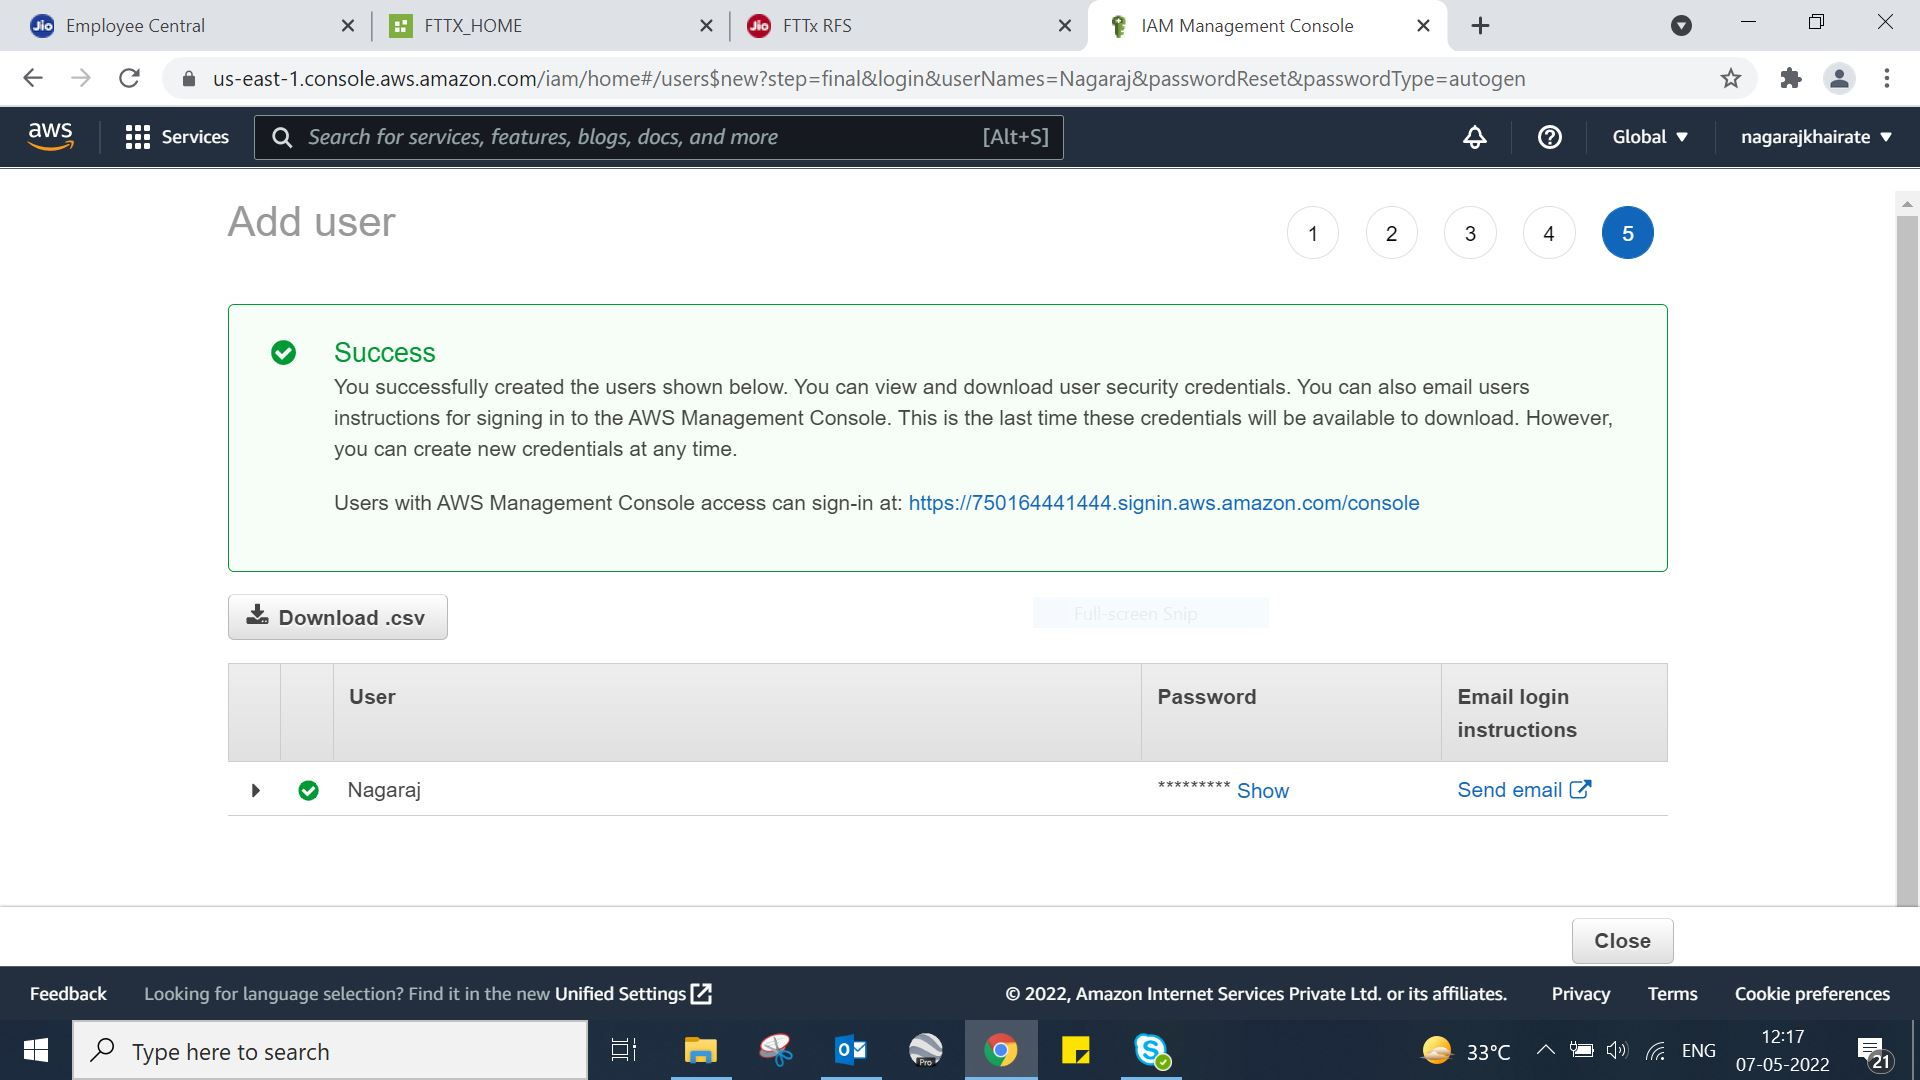 Employee Central
FTTX_HOME
FTTx RFS
IAM Management Console
us-east-1.console.aws.amazon.com/iam/home#/users$new?step=final&login&userNames=Nagaraj&passwordReset&passwordType=autogen
aws
Services
Search for services, features, blogs, docs, and more
[Alt+S]
Global
nagarajkhairate
Add user
1 2 3 4 5
Success
You successfully created the users shown below. You can view and download user security credentials. You can also email users
instructions for signing in to the AWS Management Console. This is the last time these credentials will be available to download. However,
you can create new credentials at any time.
Users with AWS Management Console access can sign-in at: https://750164441444.signin.aws.amazon.com/console
Download .csv
Full-screen Snip
User
Password
Email login
instructions
Nagaraj
********* Show
Send email
Close
Feedback
Looking for language selection? Find it in the new Unified Settings
© 2022, Amazon Internet Services Private Ltd. or its affiliates.
Privacy
Terms
Cookie preferences
Type here to search
Pro
33°C
ENG
12:17
07-05-2022
21